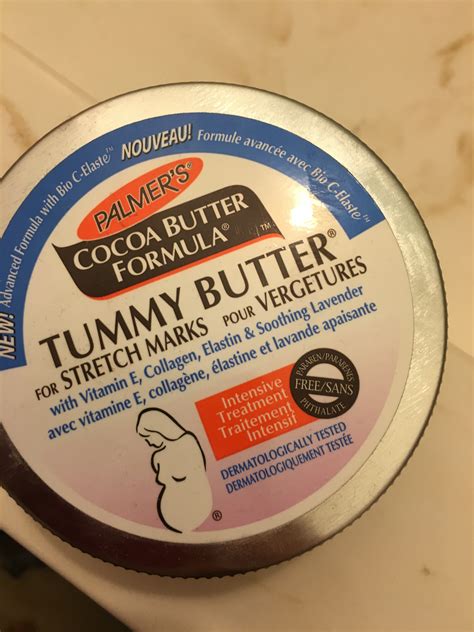 NEW! Advanced Formula with Bio C-Elaste™ NOUVEAU! Formule avancée avec Bio C-Elaste™
PALMER'S®
COCOA BUTTER
FORMULA® ™
TUMMY BUTTER®
FOR STRETCH MARKS POUR VERGETURES
with Vitamin E, Collagen, Elastin & Soothing Lavender
avec vitamine E, collagène, élastine et lavande apaisante
Intensive
Treatment
Traitement
Intensif
PARABEN/PARABÈNES
FREE/SANS
PHTHALATE
DERMATOLOGICALLY TESTED
DERMATOLOGIQUEMENT TESTÉE
®